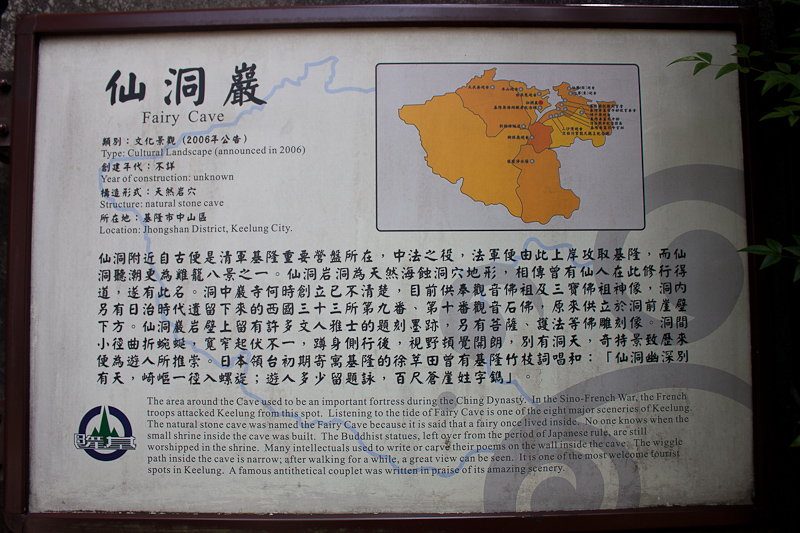 仙洞巖
Fairy Cave
類別：文化景觀（2006年公告）
Type: Cultural Landscape (announced in 2006)
創建年代：不詳
Year of construction: unknown
構造形式：天然岩穴
Structure: natural stone cave
所在地：基隆市中山區
Location: Jhongshan District, Keelung City.
仙洞附近自古便是清軍基隆重要營盤所在，中法之役，法軍便由此上岸攻取基隆，而仙
洞聽潮更為雞籠八景之一。仙洞岩洞為天然海蝕洞穴地形，相傳曾有仙人在此修行得
道，遂有此名。洞中巖寺何時創立已不清楚，目前供奉觀音佛祖及三寶佛祖神像，洞內
另有日治時代遺留下來的西國三十三所第九番、第十番觀音石佛，原來供立於洞前崖壁
下方。仙洞巖岩壁上留有許多文人雅士的題刻墨跡，另有菩薩、護法等佛雕刻像。洞間
小徑曲折蜿蜒，寬窄起伏不一，蹲身側行後，視野頓覺開朗，別有洞天，奇特景致歷來
便為遊人所推崇。日本領台初期寄寓基隆的徐莘田曾有基隆竹枝詞唱和：「仙洞幽深別
有天，崎嶇一徑入螺旋；遊人多少留題詠，百尺蒼崖姓字鐫。」
The area around the Cave used to be an important fortress during the Ching Dynasty. In the Sino-French War, the French
troops attacked Keelung from this spot. Listening to the tide of Fairy Cave is one of the eight major sceneries of Keelung.
The natural stone cave was named the Fairy Cave because it is said that a fairy once lived inside. No one knows when the
small shrine inside the cave was built. The Buddhist statues, left over from the period of Japanese rule, are still
worshipped in the shrine. Many intellectuals used to write or carve their poems on the wall inside the cave. The wiggle
path inside the cave is narrow; after walking for a while, a great view can be seen. It is one of the most welcome tourist
spots in Keelung. A famous antithetical couplet was written in praise of its amazing scenery.